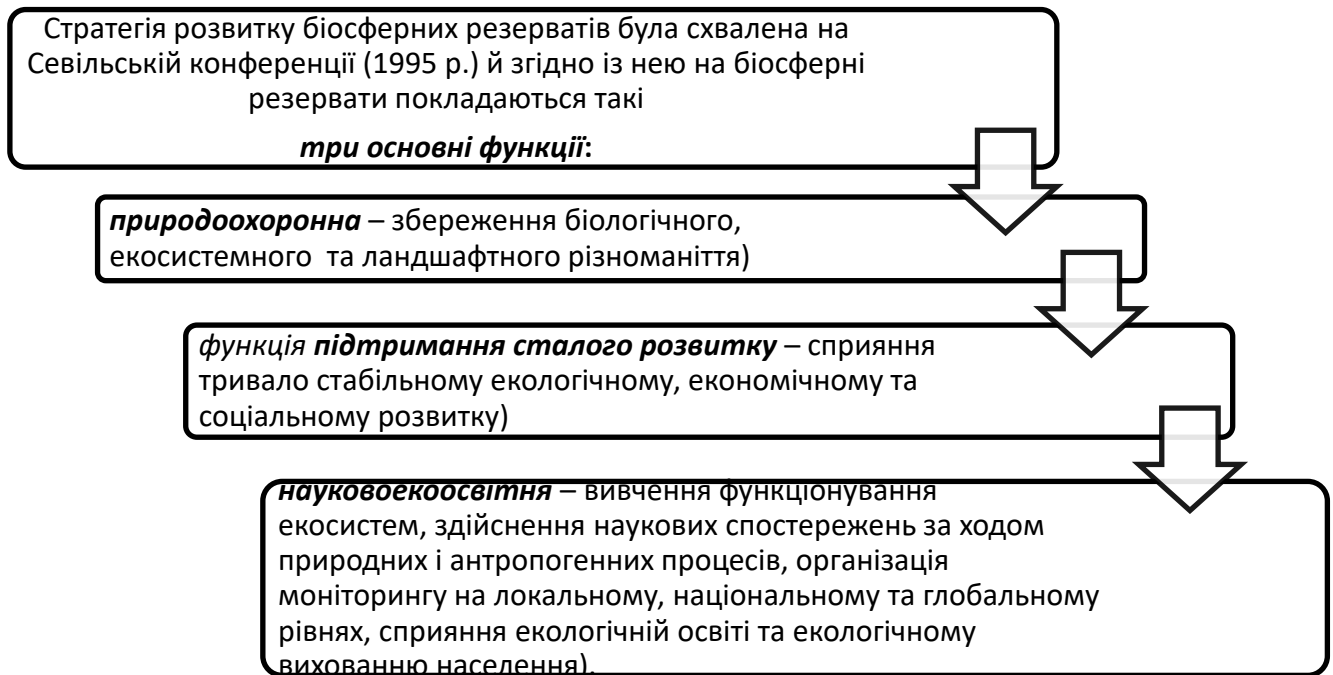 Стратегія розвитку біосферних резерватів була схвалена на
Севільській конференції (1995 р.) й згідно із нею на біосферні
резервати покладаються такі
три основні функції:
природоохоронна – збереження біологічного,
екосистемного та ландшафтного різноманіття)
функція підтримання сталого розвитку – сприяння
тривало стабільному екологічному, економічному та
соціальному розвитку)
науковоекоосвітня – вивчення функціонування
екосистем, здійснення наукових спостережень за ходом
природних і антропогенних процесів, організація
моніторингу на локальному, національному та глобальному
рівнях, сприяння екологічній освіті та екологічному
вихованню населення).